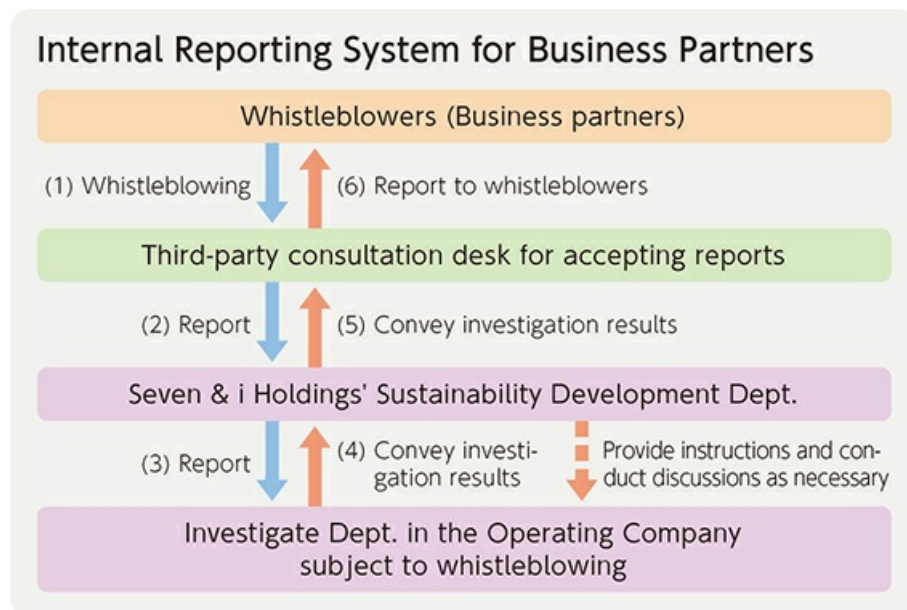 Internal Reporting System for Business Partners
Whistleblowers (Business partners)
(1) Whistleblowing
(6) Report to whistleblowers
Third-party consultation desk for accepting reports
(2) Report
(5) Convey investigation results
Seven & i Holdings' Sustainability Development Dept.
(3) Report
(4) Convey investi-
gation results
Provide instructions and con-
duct discussions as necessary
Investigate Dept. in the Operating Company
subject to whistleblowing